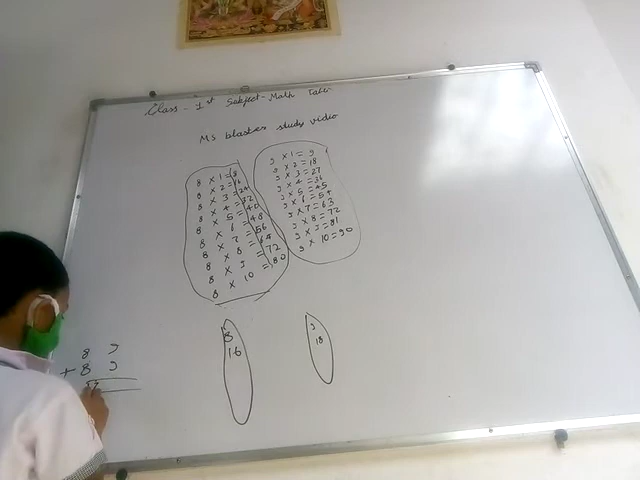 Class - 1st Subject - Math
Ms blaster study video
8 × 1 = 8
8 × 2 = 16
8 × 3 = 24
8 × 4 = 32
8 × 5 = 40
8 × 6 = 48
8 × 7 = 56
8 × 8 = 64
8 × 9 = 72
8 × 10 = 80
9 × 1 = 9
9 × 2 = 18
9 × 3 = 27
9 × 4 = 36
9 × 5 = 45
9 × 6 = 54
9 × 7 = 63
9 × 8 = 72
9 × 9 = 81
9 × 10 = 90
8
16
9
18
8 9
+ 8 9